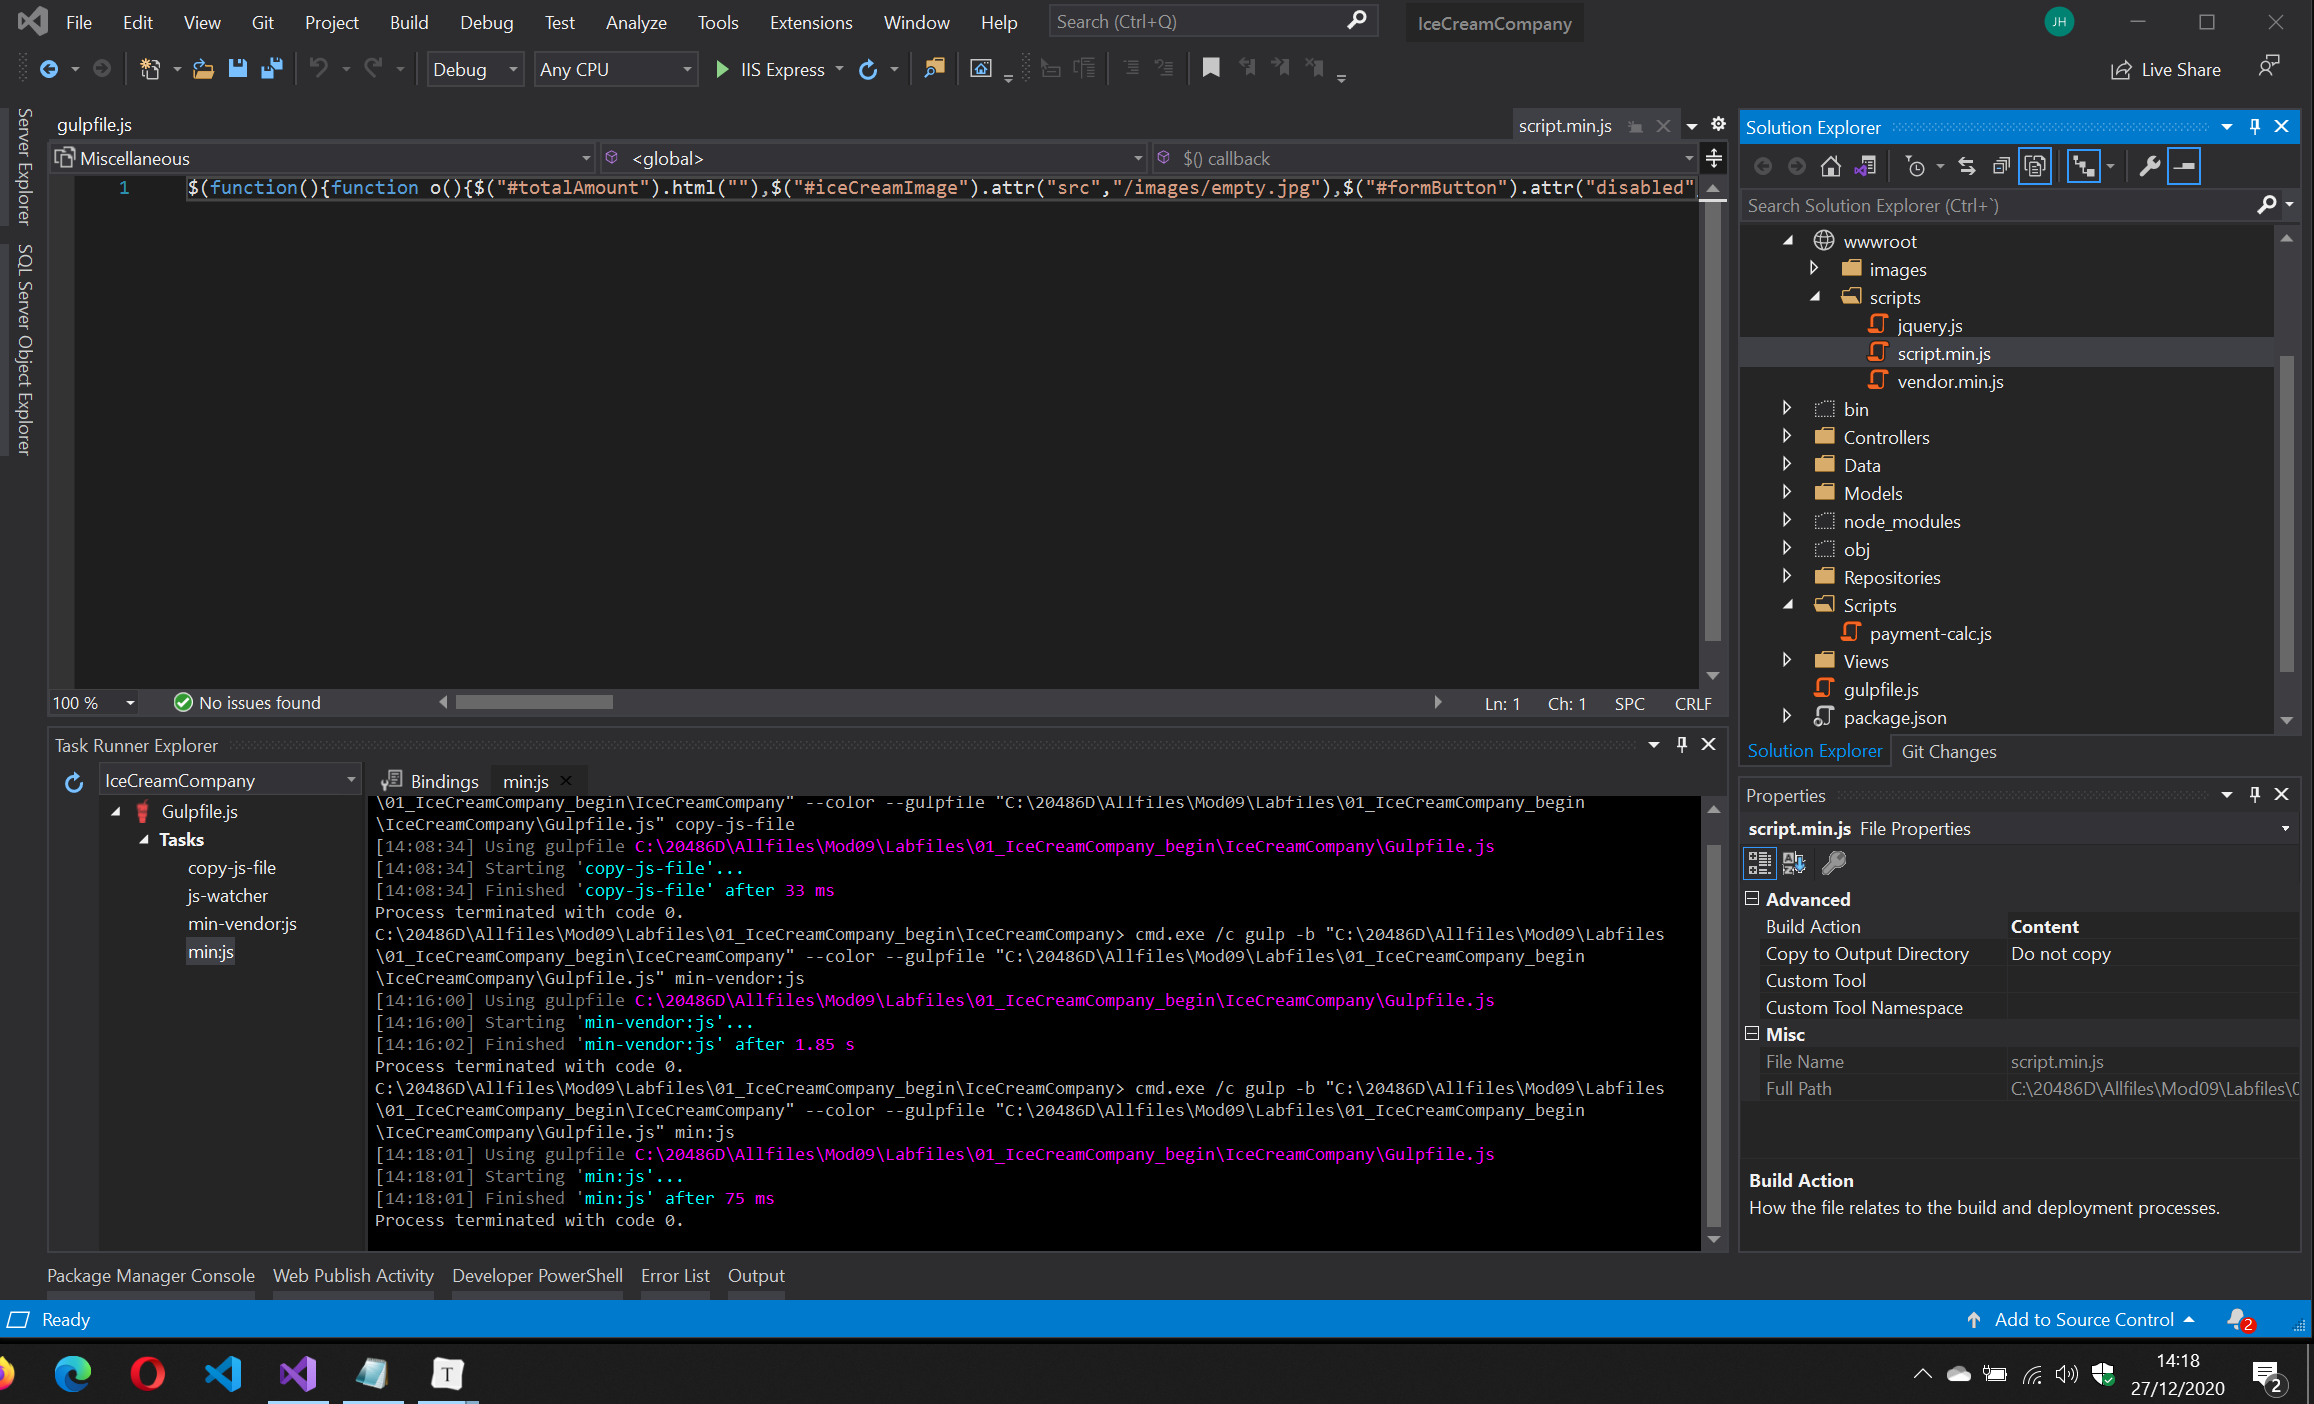 File Edit View Git Project Build Debug Test Analyze Tools Extensions Window Help Search (Ctrl+Q) IceCreamCompany JH
Debug Any CPU IIS Express Live Share
Server Explorer
SQL Server Object Explorer
gulpfile.js script.min.js
Miscellaneous <global> $() callback
1 $(function(){function o(){$("#totalAmount").html(""),$("#iceCreamImage").attr("src","/images/empty.jpg"),$("#formButton").attr("disabled"
100 % No issues found Ln: 1 Ch: 1 SPC CRLF
Task Runner Explorer
IceCreamCompany
Gulpfile.js
Tasks
copy-js-file
js-watcher
min-vendor:js
min:js
Bindings min:js
\01_IceCreamCompany_begin\IceCreamCompany" --color --gulpfile "C:\20486D\Allfiles\Mod09\Labfiles\01_IceCreamCompany_begin
\IceCreamCompany\Gulpfile.js" copy-js-file
[14:08:34] Using gulpfile C:\20486D\Allfiles\Mod09\Labfiles\01_IceCreamCompany_begin\IceCreamCompany\Gulpfile.js
[14:08:34] Starting 'copy-js-file'...
[14:08:34] Finished 'copy-js-file' after 33 ms
Process terminated with code 0.
C:\20486D\Allfiles\Mod09\Labfiles\01_IceCreamCompany_begin\IceCreamCompany> cmd.exe /c gulp -b "C:\20486D\Allfiles\Mod09\Labfiles
\01_IceCreamCompany_begin\IceCreamCompany" --color --gulpfile "C:\20486D\Allfiles\Mod09\Labfiles\01_IceCreamCompany_begin
\IceCreamCompany\Gulpfile.js" min-vendor:js
[14:16:00] Using gulpfile C:\20486D\Allfiles\Mod09\Labfiles\01_IceCreamCompany_begin\IceCreamCompany\Gulpfile.js
[14:16:00] Starting 'min-vendor:js'...
[14:16:02] Finished 'min-vendor:js' after 1.85 s
Process terminated with code 0.
C:\20486D\Allfiles\Mod09\Labfiles\01_IceCreamCompany_begin\IceCreamCompany> cmd.exe /c gulp -b "C:\20486D\Allfiles\Mod09\Labfiles
\01_IceCreamCompany_begin\IceCreamCompany" --color --gulpfile "C:\20486D\Allfiles\Mod09\Labfiles\01_IceCreamCompany_begin
\IceCreamCompany\Gulpfile.js" min:js
[14:18:01] Using gulpfile C:\20486D\Allfiles\Mod09\Labfiles\01_IceCreamCompany_begin\IceCreamCompany\Gulpfile.js
[14:18:01] Starting 'min:js'...
[14:18:01] Finished 'min:js' after 75 ms
Process terminated with code 0.
Solution Explorer
Search Solution Explorer (Ctrl+`)
wwwroot
images
scripts
jquery.js
script.min.js
vendor.min.js
bin
Controllers
Data
Models
node_modules
obj
Repositories
Scripts
payment-calc.js
Views
gulpfile.js
package.json
Solution Explorer Git Changes
Properties
script.min.js File Properties
Advanced
Build Action Content
Copy to Output Directory Do not copy
Custom Tool
Custom Tool Namespace
Misc
File Name script.min.js
Full Path C:\20486D\Allfiles\Mod09\Labfiles\0
Build Action
How the file relates to the build and deployment processes.
Package Manager Console Web Publish Activity Developer PowerShell Error List Output
Ready Add to Source Control 2
T
14:18
27/12/2020
2